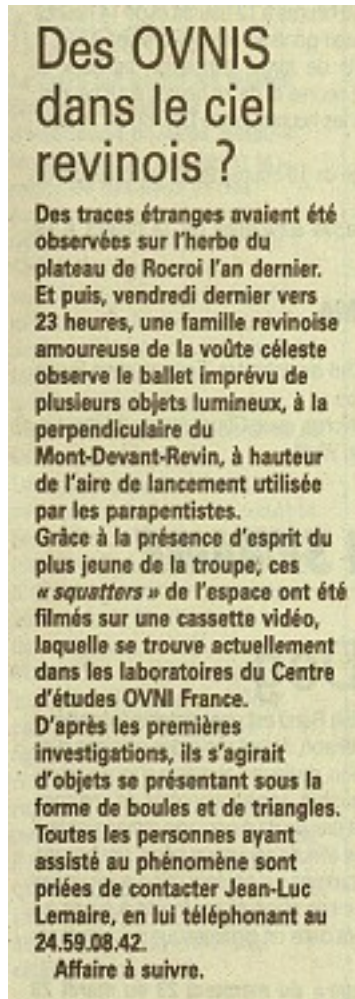 Des OVNIS
dans le ciel
revinois ?
Des traces étranges avaient été
observées sur l'herbe du
plateau de Rocroi l'an dernier.
Et puis, vendredi dernier vers
23 heures, une famille revinoise
amoureuse de la voûte céleste
observe le ballet imprévu de
plusieurs objets lumineux, à la
perpendiculaire du
Mont-Devant-Revin, à hauteur
de l'aire de lancement utilisée
par les parapentistes.
Grâce à la présence d'esprit du
plus jeune de la troupe, ces
« squatters » de l'espace ont été
filmés sur une cassette vidéo,
laquelle se trouve actuellement
dans les laboratoires du Centre
d'études OVNI France.
D'après les premières
investigations, ils s'agirait
d'objets se présentant sous la
forme de boules et de triangles.
Toutes les personnes ayant
assisté au phénomène sont
priées de contacter Jean-Luc
Lemaire, en lui téléphonant au
24.59.08.42.
Affaire à suivre.